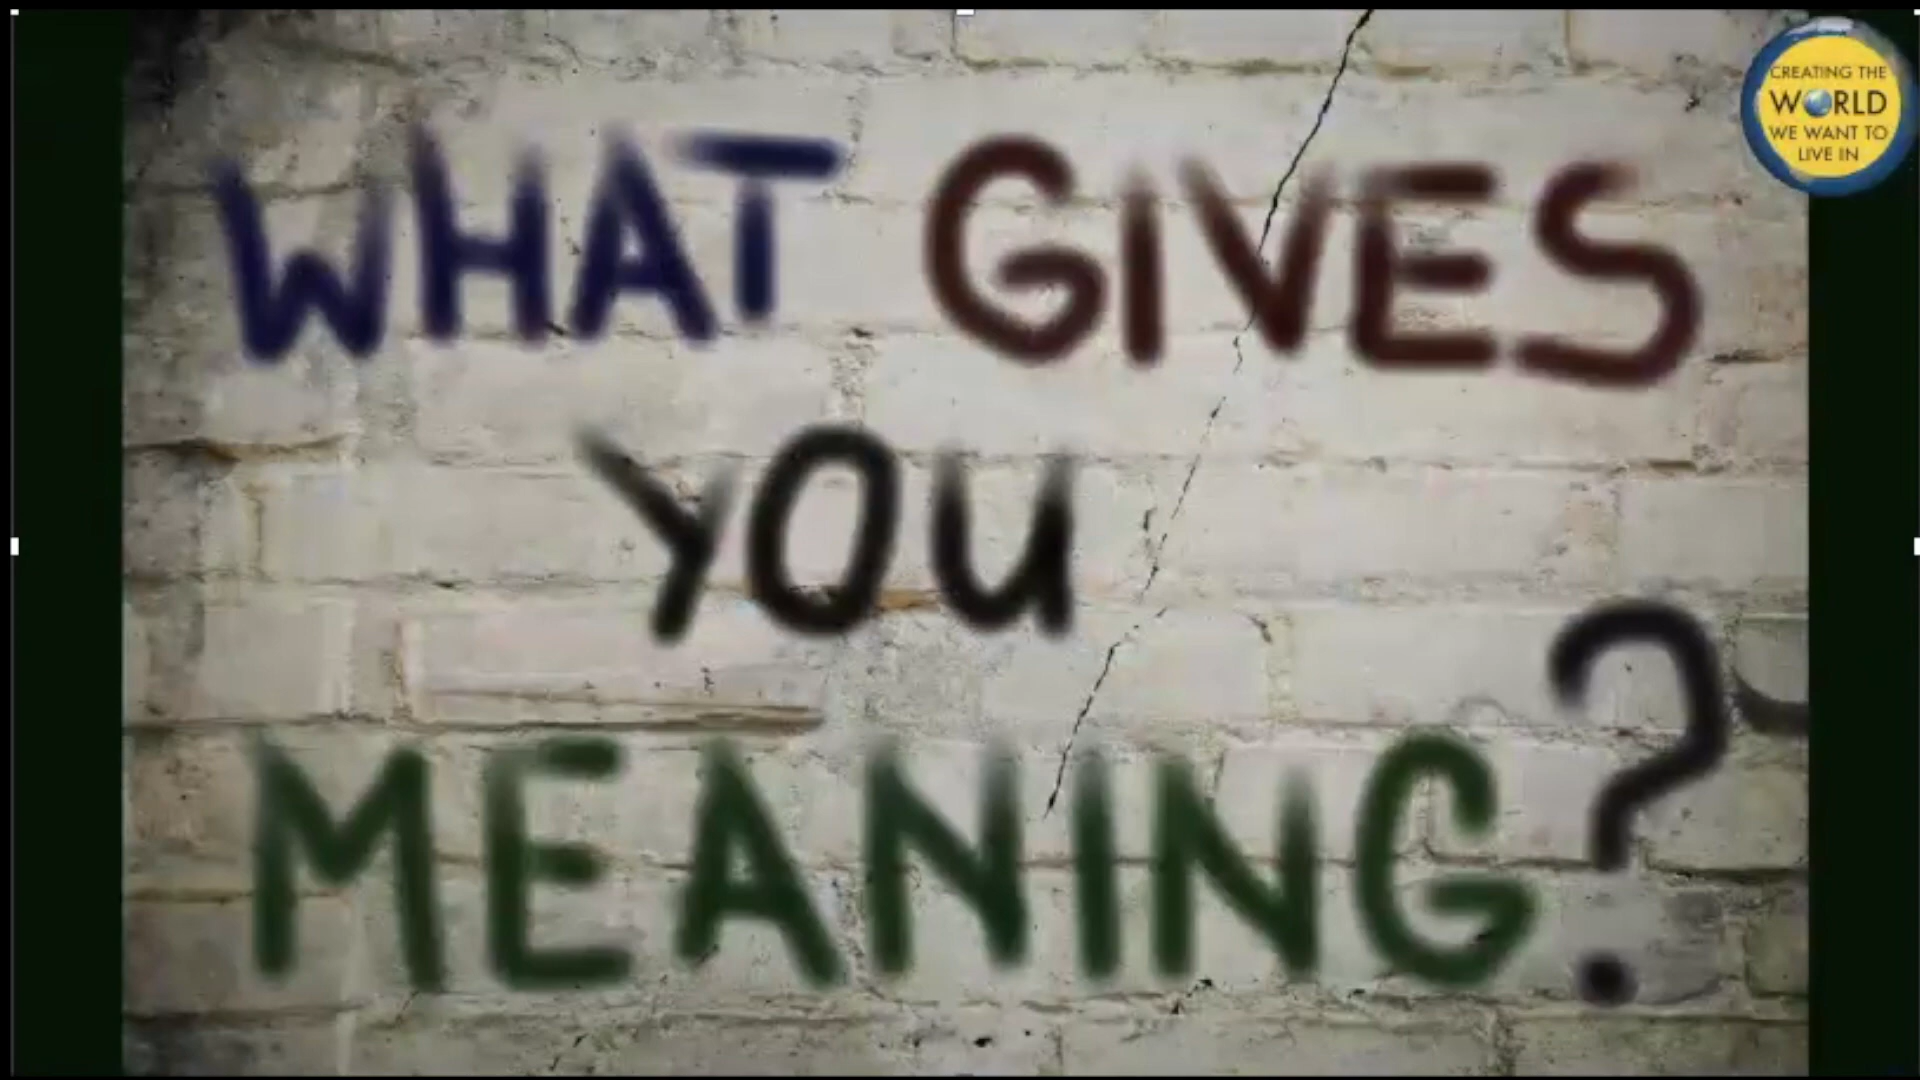 WHAT GIVES
YOU
MEANING?
CREATING THE
WORLD
WE WANT TO
LIVE IN